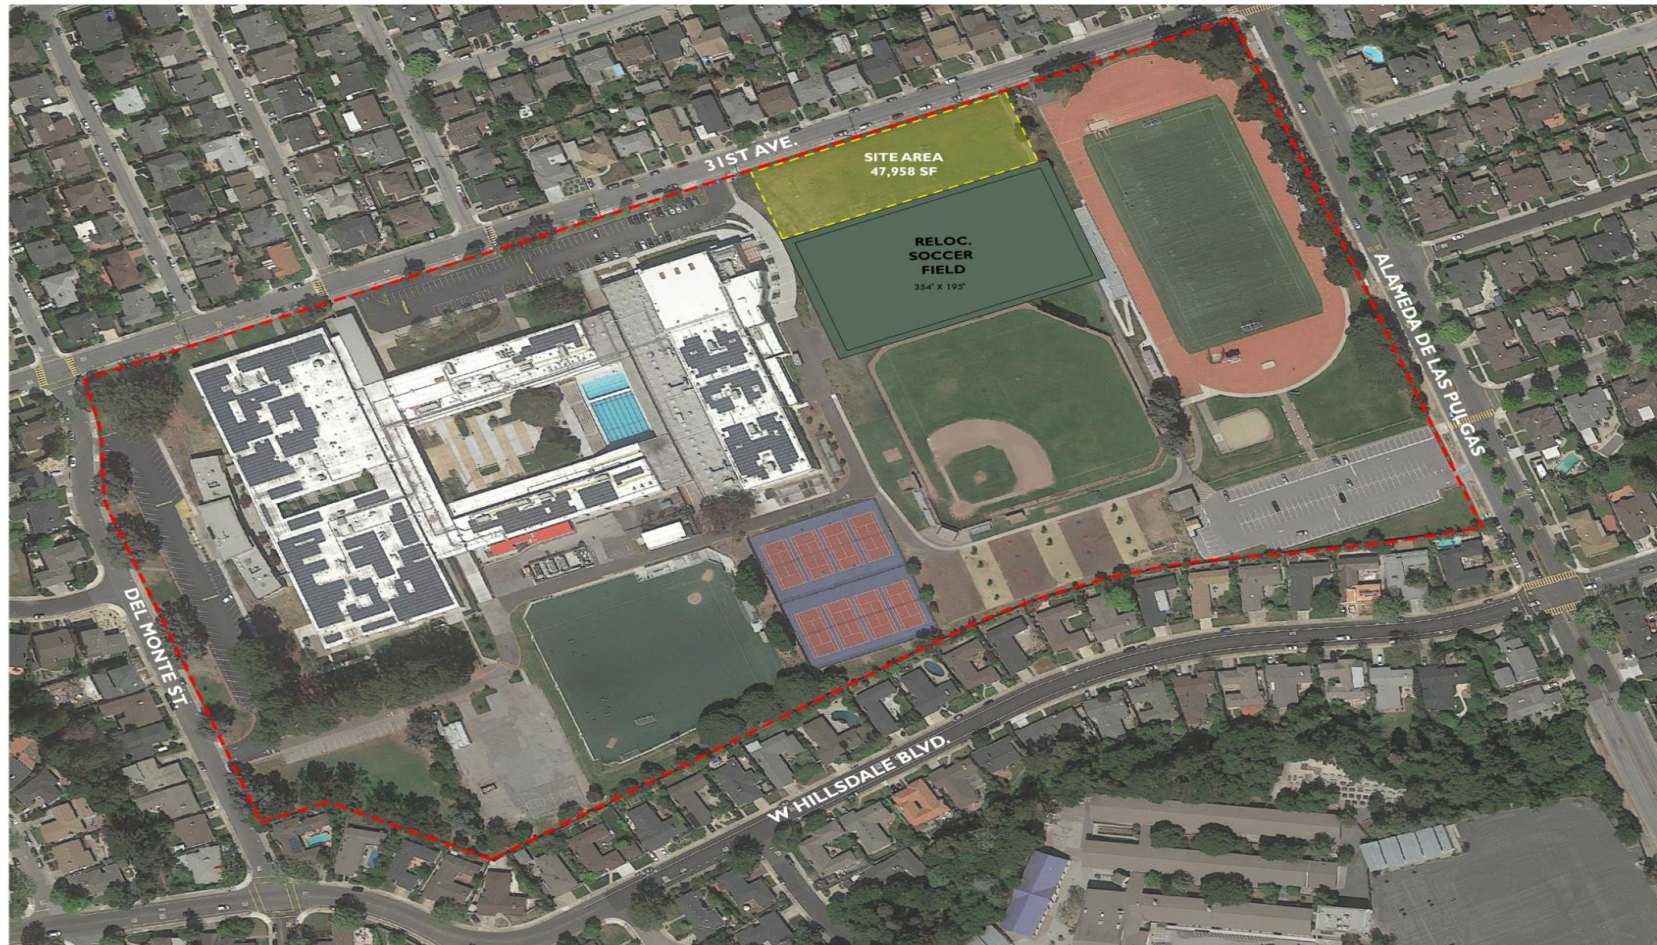 31ST AVE.
SITE AREA
47,958 SF
RELOC.
SOCCER
FIELD
354' X 195'
ALAMEDA DE LAS PULGAS
DEL MONTE ST.
W HILLSDALE BLVD.